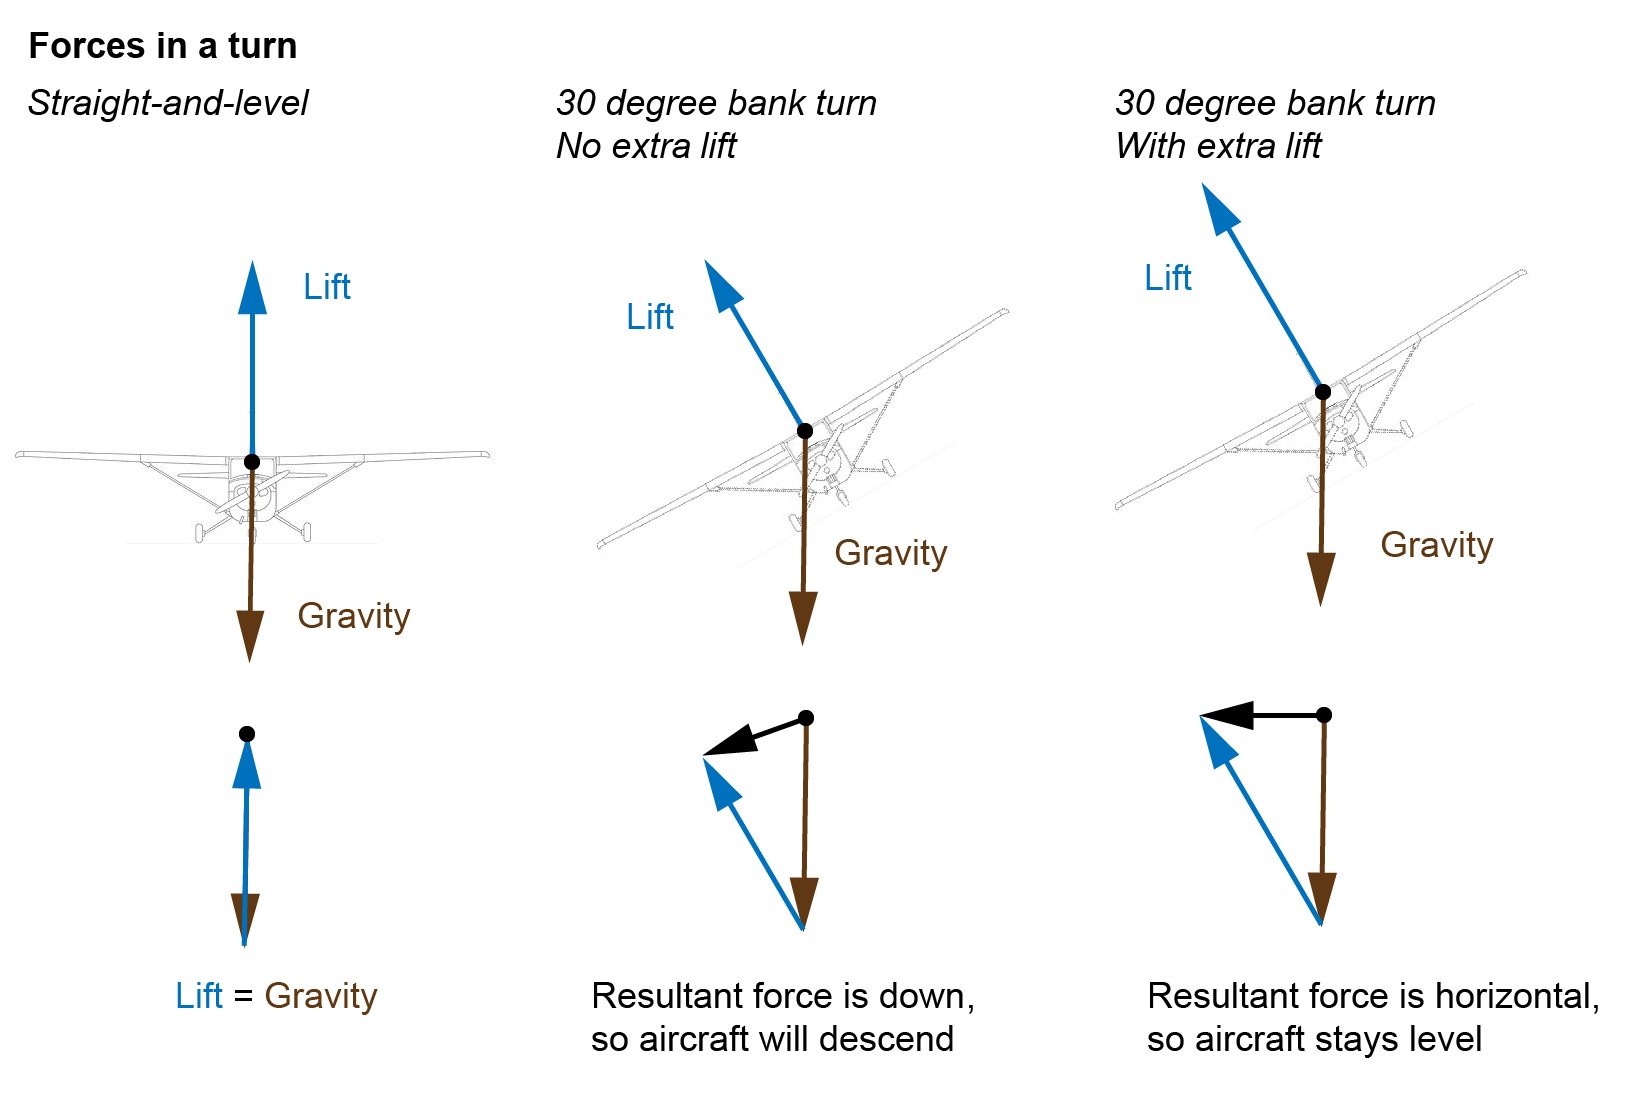 Forces in a turn
Straight-and-level
30 degree bank turn
No extra lift
30 degree bank turn
With extra lift
Lift
Gravity
Lift
Gravity
Lift
Gravity
Lift = Gravity
Resultant force is down,
so aircraft will descend
Resultant force is horizontal,
so aircraft stays level